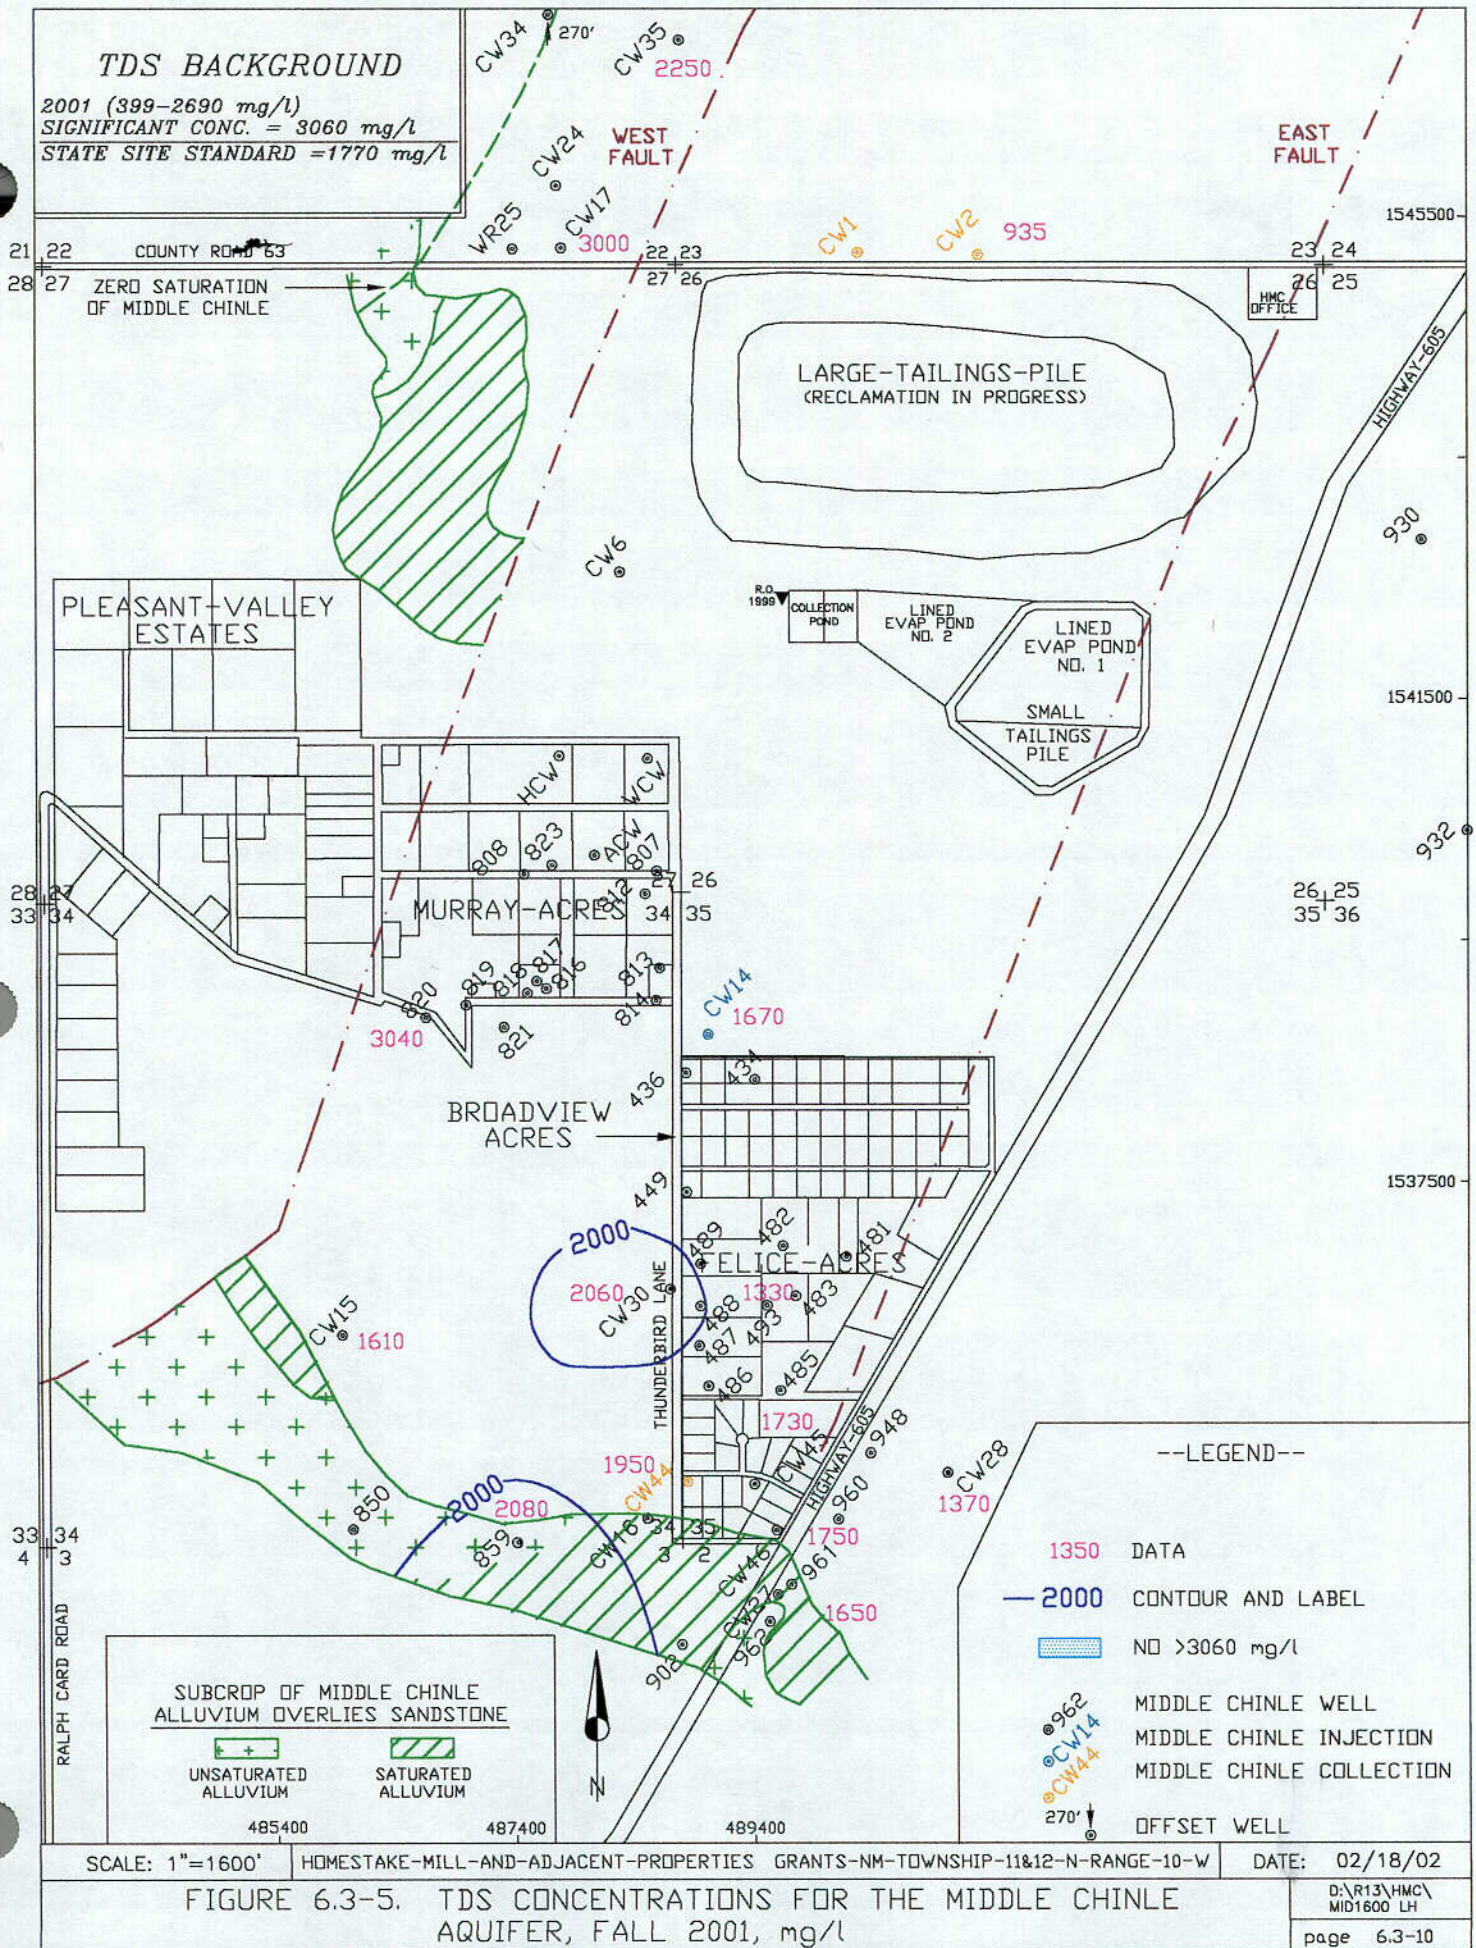 TDS BACKGROUND
2001 (399-2690 mg/l)
SIGNIFICANT CONC. = 3060 mg/l
STATE SITE STANDARD =1770 mg/l
CW34
270'
CW35
2250
WEST
FAULT
EAST
FAULT
CW24
WR25
CW17
3000
CW1
CW2
935
1545500
21 22
28 27
COUNTY ROAD 63
22 23
27 26
23 24
26 25
ZERO SATURATION
OF MIDDLE CHINLE
HMC
OFFICE
HIGHWAY-605
LARGE-TAILINGS-PILE
(RECLAMATION IN PROGRESS)
930
CW6
R.O.
1999
COLLECTION
POND
LINED
EVAP POND
NO. 2
LINED
EVAP POND
NO. 1
SMALL
TAILINGS
PILE
PLEASANT-VALLEY
ESTATES
1541500
HCW
WCW
932
808
823
ACW
807
812
28 27
33 34
27 26
34 35
26 25
35 36
MURRAY-ACRES
819
818
817
816
813
814
820
3040
821
CW14
1670
436
434
BROADVIEW
ACRES
449
1537500
2000
489
482
481
FELICE-ACRES
2060
CW30
THUNDERBIRD LANE
488
1330
483
493
487
486
485
CW15
1610
1730
HIGHWAY-605
948
CW45
CW28
1370
1950
CW44
960
1750
2000
2080
850
859
CW16
34 35
3 2
33 34
4 3
CW46
961
CW27
1650
962
902
RALPH CARD ROAD
SUBCROP OF MIDDLE CHINLE
ALLUVIUM OVERLIES SANDSTONE
UNSATURATED
ALLUVIUM
SATURATED
ALLUVIUM
N
485400
487400
489400
--LEGEND--
1350 DATA
2000 CONTOUR AND LABEL
NO >3060 mg/l
962 MIDDLE CHINLE WELL
CW14 MIDDLE CHINLE INJECTION
CW44 MIDDLE CHINLE COLLECTION
270' OFFSET WELL
SCALE: 1"=1600'
HOMESTAKE-MILL-AND-ADJACENT-PROPERTIES GRANTS-NM-TOWNSHIP-11&12-N-RANGE-10-W
DATE: 02/18/02
FIGURE 6.3-5. TDS CONCENTRATIONS FOR THE MIDDLE CHINLE
AQUIFER, FALL 2001, mg/l
D:\R13\HMC\
MID1600 LH
page 6.3-10